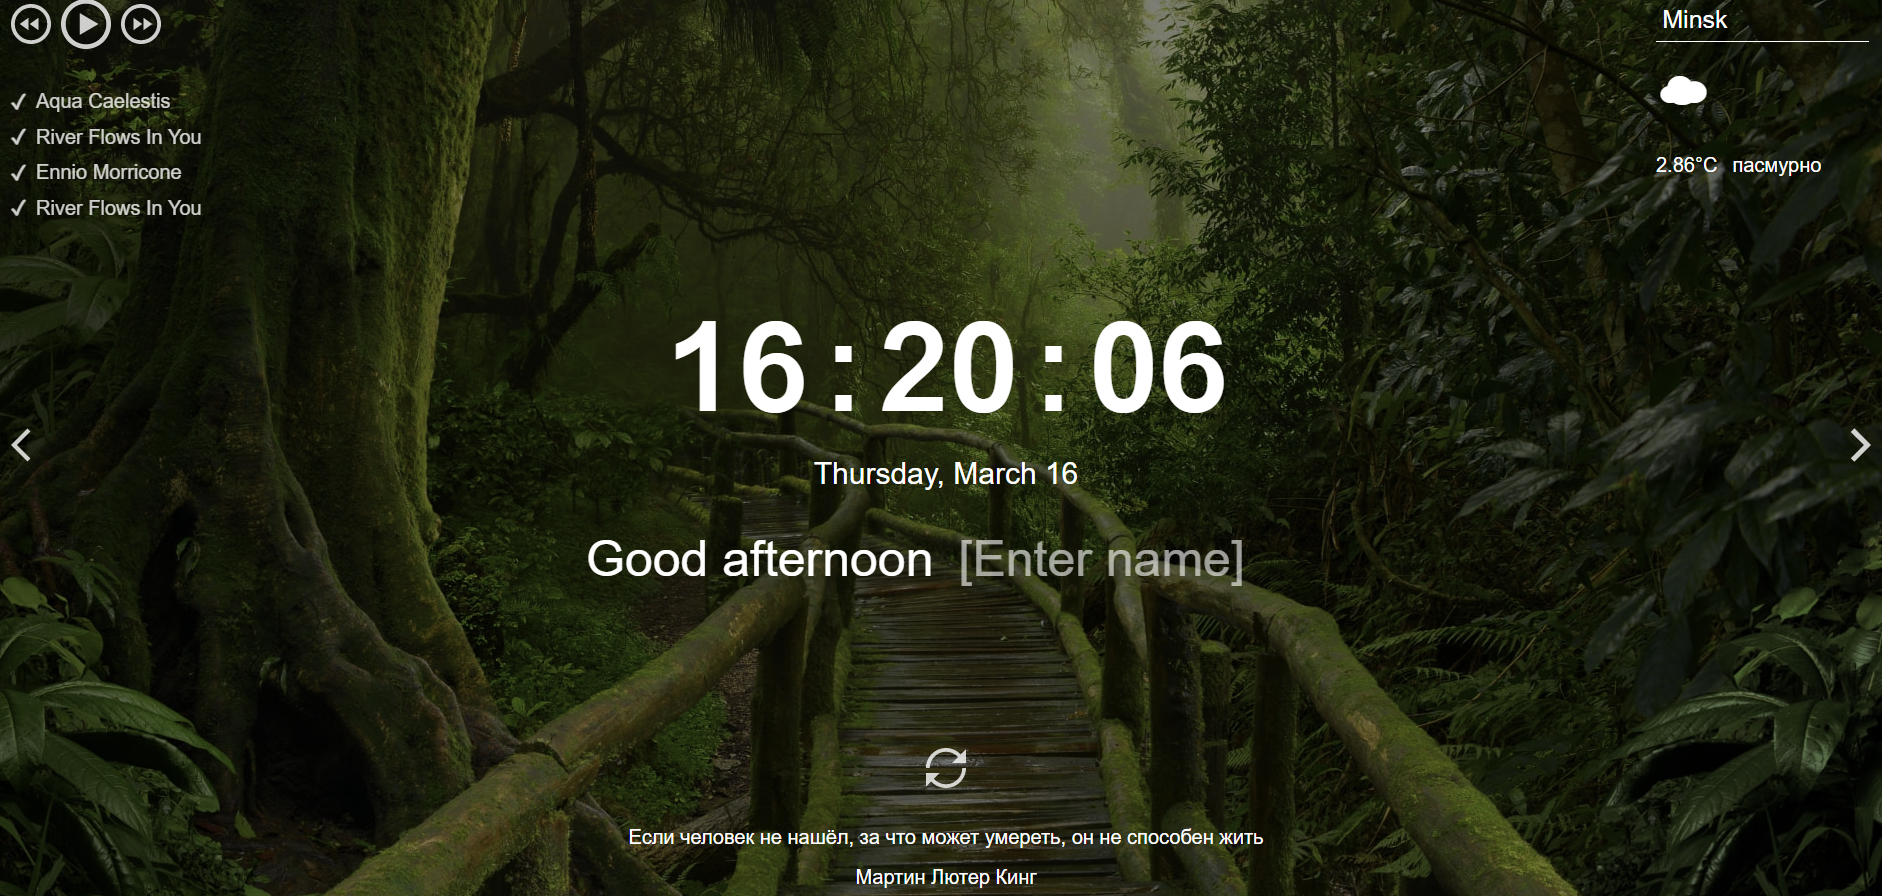 Minsk
Aqua Caelestis
River Flows In You
Ennio Morricone
River Flows In You
2.86°C пасмурно
16:20:06
Thursday, March 16
Good afternoon [Enter name]
Если человек не нашёл, за что может умереть, он не способен жить
Мартин Лютер Кинг